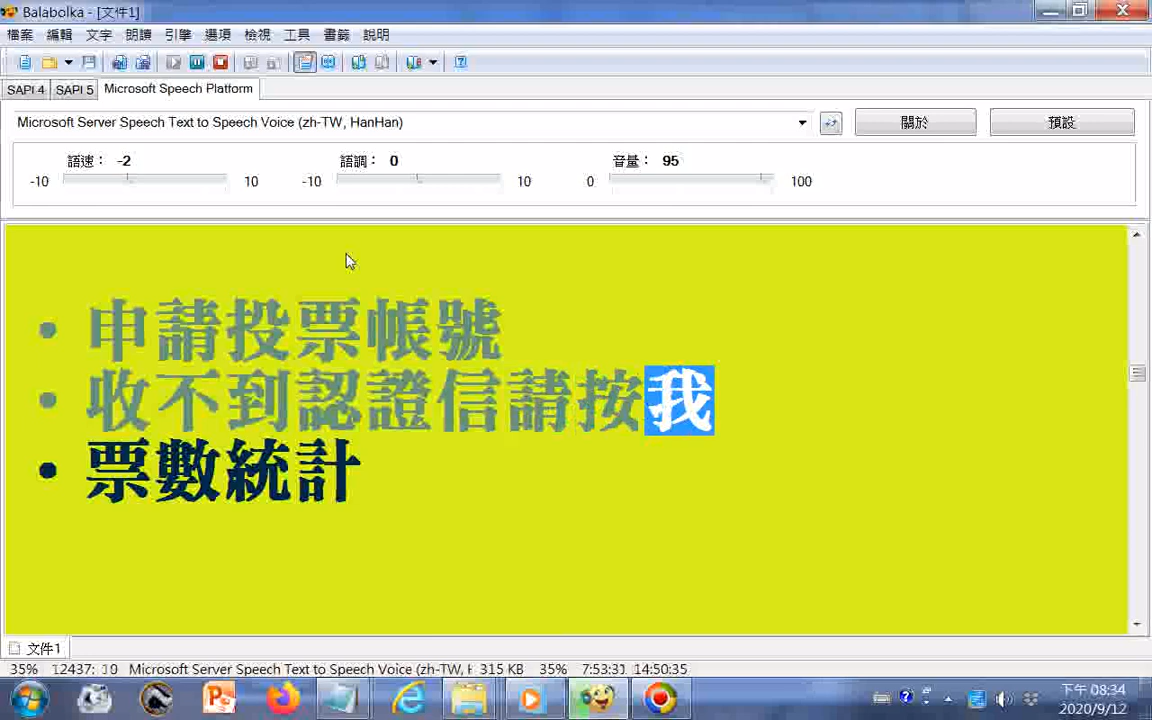 Balabolka - [文件1]
檔案 編輯 文字 朗讀 引擎 選項 檢視 工具 書籤 說明
SAPI 4 SAPI 5 Microsoft Speech Platform
Microsoft Server Speech Text to Speech Voice (zh-TW, HanHan) 關於 預設
語速： -2 語調： 0 音量： 95
-10 10 -10 10 0 100
• 申請投票帳號
• 收不到認證信請按我
• 票數統計
文件1
35% 12437: 10 Microsoft Server Speech Text to Speech Voice (zh-TW, H 315 KB 35% 7:53:31 14:50:35
下午 08:34
2020/9/12